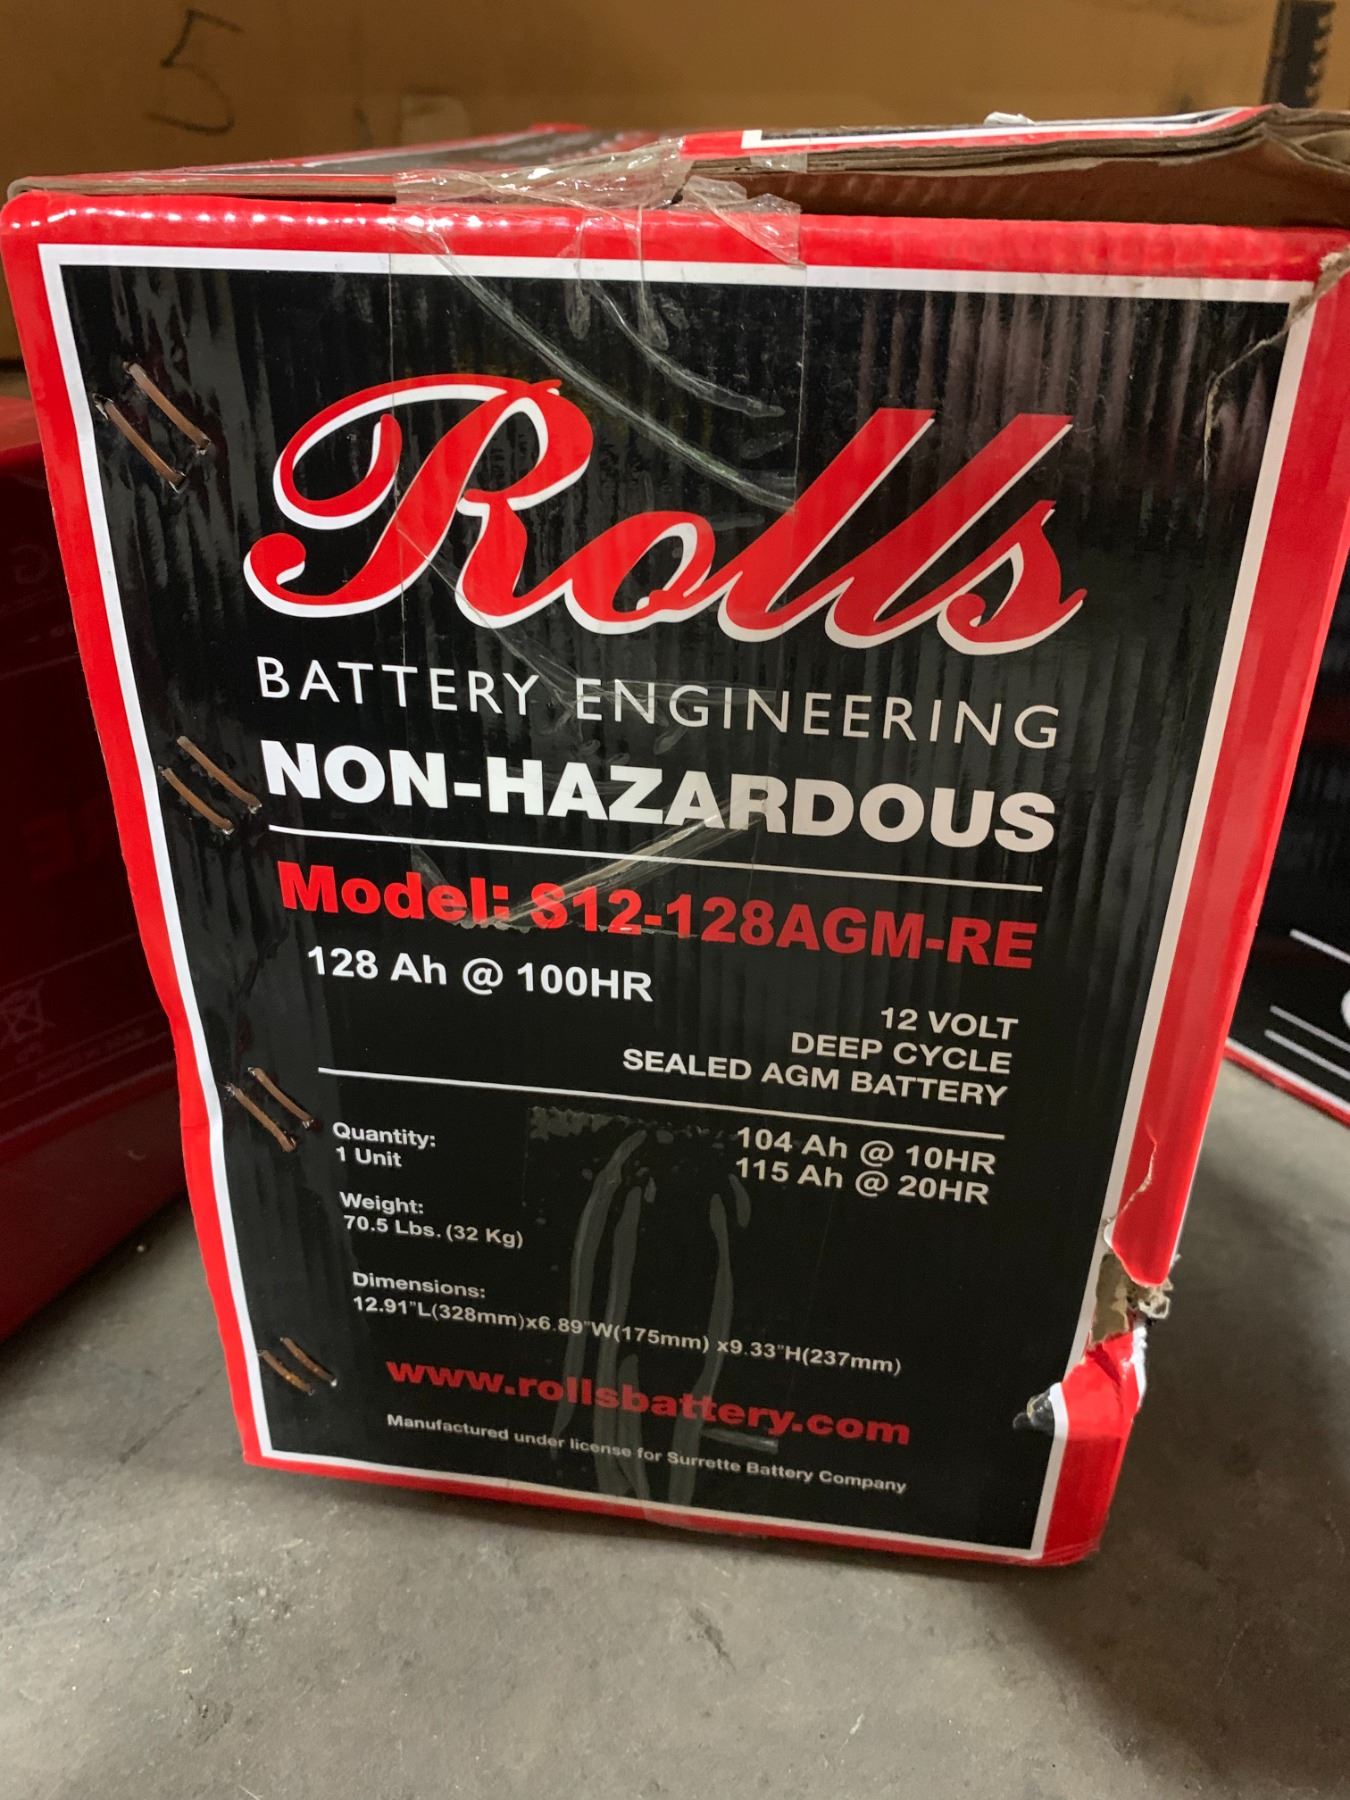 5
Rolls
BATTERY ENGINEERING
NON-HAZARDOUS
Model: S12-128AGM-RE
128 Ah @ 100HR
12 VOLT
DEEP CYCLE
SEALED AGM BATTERY
Quantity:
1 Unit
104 Ah @ 10HR
115 Ah @ 20HR
Weight:
70.5 Lbs. (32 Kg)
Dimensions:
12.91"L(328mm)x6.89"W(175mm) x9.33"H(237mm)
www.rollsbattery.com
Manufactured under license for Surrette Battery Company